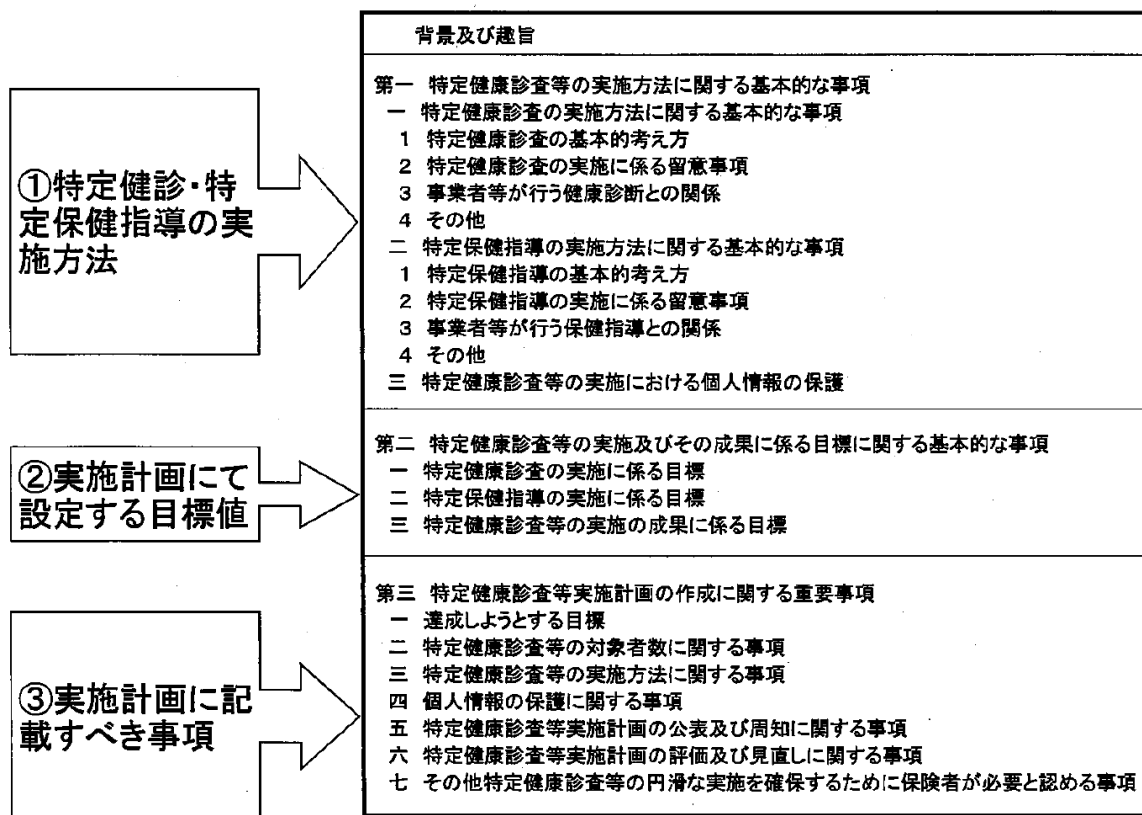 背景及び趣旨
①特定健診・特
定保健指導の実
施方法
第一 特定健康診査等の実施方法に関する基本的な事項
一 特定健康診査の実施方法に関する基本的な事項
1 特定健康診査の基本的考え方
2 特定健康診査の実施に係る留意事項
3 事業者等が行う健康診断との関係
4 その他
二 特定保健指導の実施方法に関する基本的な事項
1 特定保健指導の基本的考え方
2 特定保健指導の実施に係る留意事項
3 事業者等が行う保健指導との関係
4 その他
三 特定健康診査等の実施における個人情報の保護
②実施計画にて
設定する目標値
第二 特定健康診査等の実施及びその成果に係る目標に関する基本的な事項
一 特定健康診査の実施に係る目標
二 特定保健指導の実施に係る目標
三 特定健康診査等の実施の成果に係る目標
③実施計画に記
載すべき事項
第三 特定健康診査等実施計画の作成に関する重要事項
一 達成しようとする目標
二 特定健康診査等の対象者数に関する事項
三 特定健康診査等の実施方法に関する事項
四 個人情報の保護に関する事項
五 特定健康診査等実施計画の公表及び周知に関する事項
六 特定健康診査等実施計画の評価及び見直しに関する事項
七 その他特定健康診査等の円滑な実施を確保するために保険者が必要と認める事項